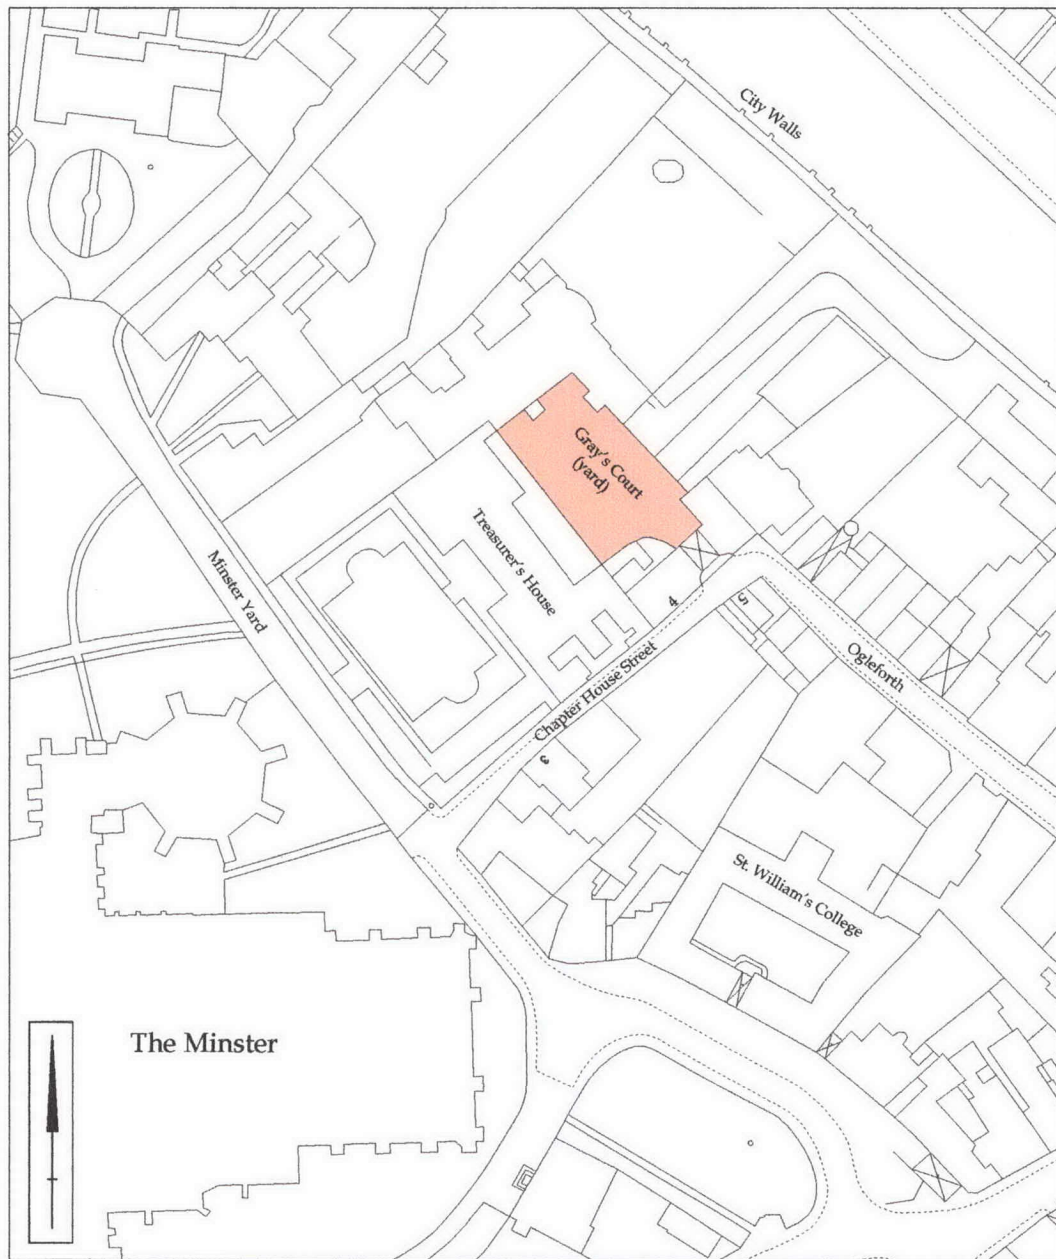 City Walls
Gray's Court
(yard)
Treasurer's House
Minster Yard
4
5
Ogleforth
Chapter House Street
3
St. William's College
The Minster